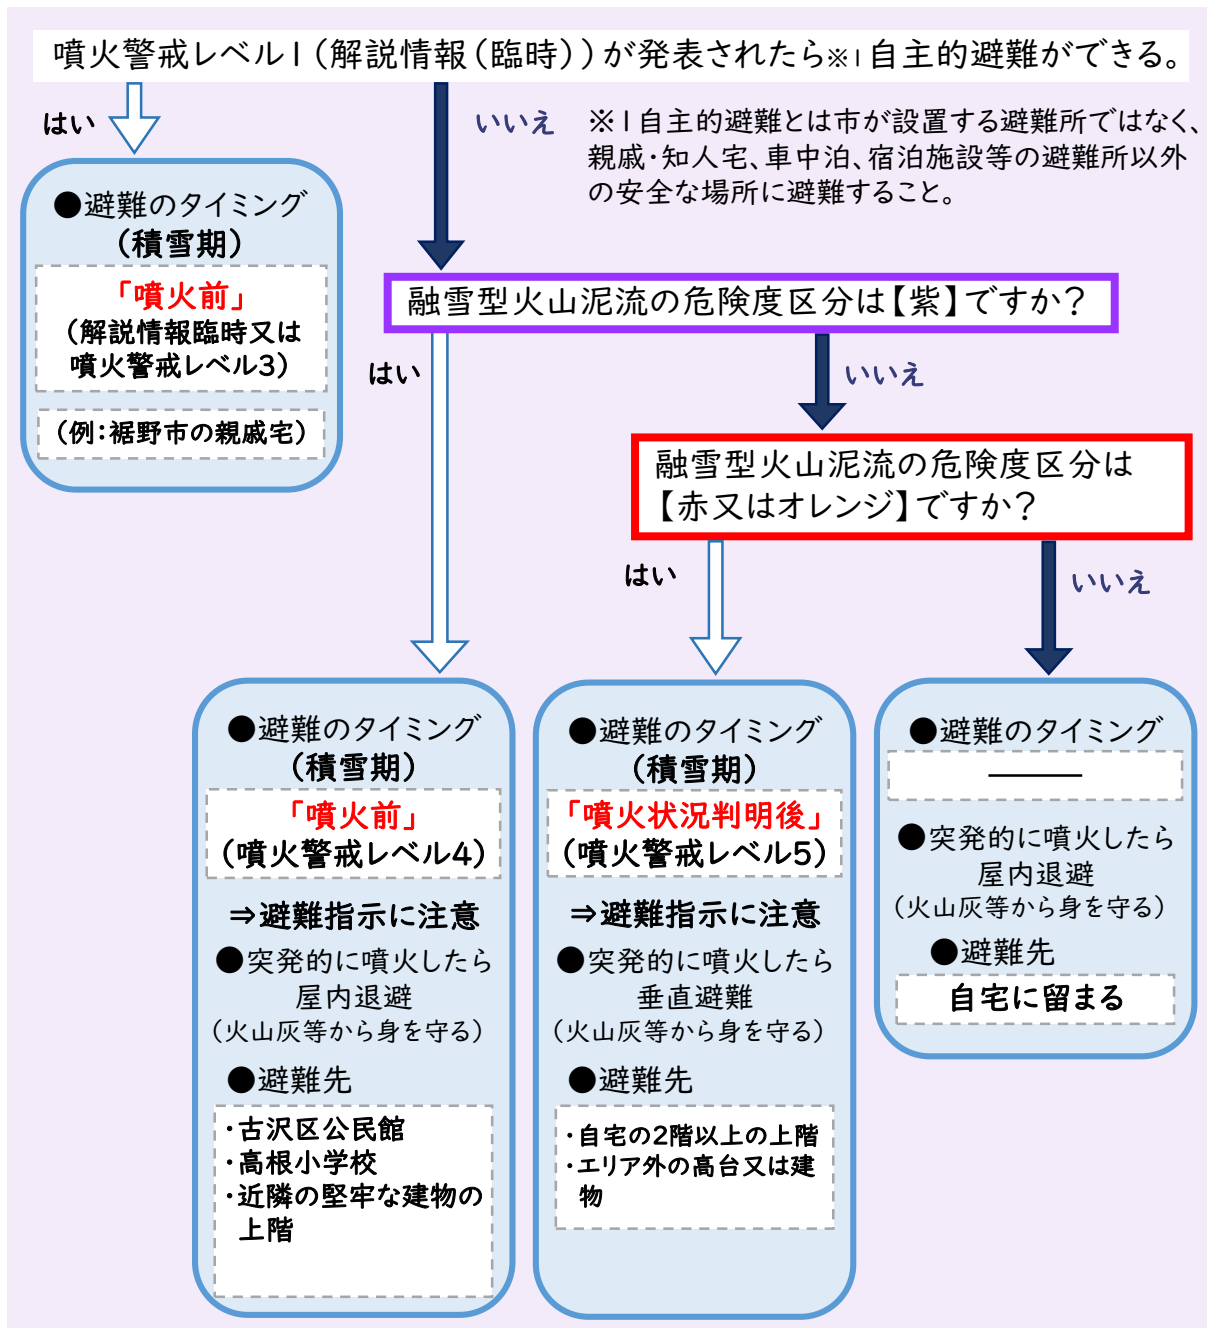 噴火警戒レベル1（解説情報（臨時））が発表されたら※1自主的避難ができる。
はい
いいえ
※1自主的避難とは市が設置する避難所ではなく、
親戚・知人宅、車中泊、宿泊施設等の避難所以外
の安全な場所に避難すること。
●避難のタイミング
（積雪期）
「噴火前」
（解説情報臨時又は
噴火警戒レベル3）
（例：裾野市の親戚宅）
融雪型火山泥流の危険度区分は【紫】ですか？
はい
いいえ
融雪型火山泥流の危険度区分は
【赤又はオレンジ】ですか？
はい
いいえ
●避難のタイミング
（積雪期）
「噴火前」
（噴火警戒レベル4）
⇒避難指示に注意
●突発的に噴火したら
屋内退避
（火山灰等から身を守る）
●避難先
・古沢区公民館
・高根小学校
・近隣の堅牢な建物の
上階
●避難のタイミング
（積雪期）
「噴火状況判明後」
（噴火警戒レベル5）
⇒避難指示に注意
●突発的に噴火したら
垂直避難
（火山灰等から身を守る）
●避難先
・自宅の2階以上の上階
・エリア外の高台又は建
物
●避難のタイミング
―――
●突発的に噴火したら
屋内退避
（火山灰等から身を守る）
●避難先
自宅に留まる